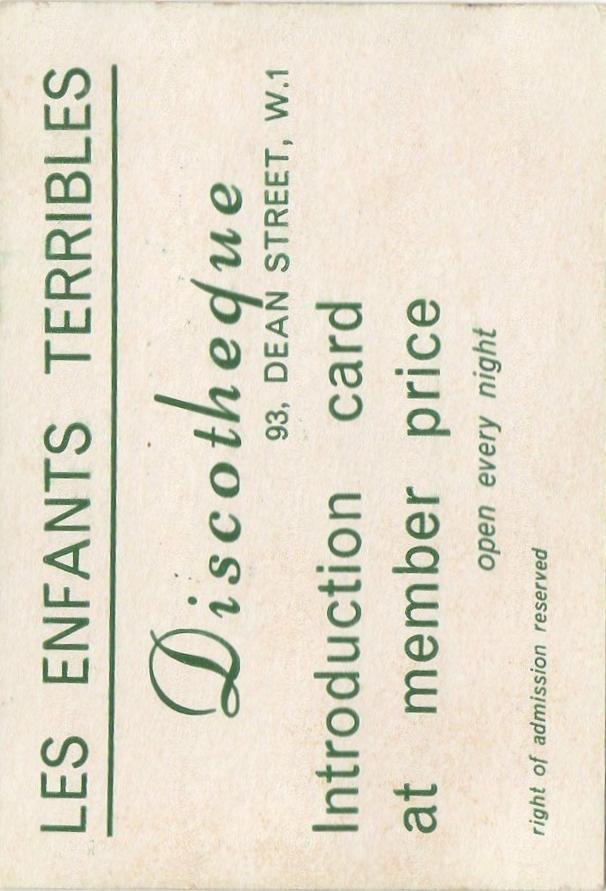 LES ENFANTS TERRIBLES
Discotheque
93, DEAN STREET, W.1
Introduction card
at member price
open every night
right of admission reserved